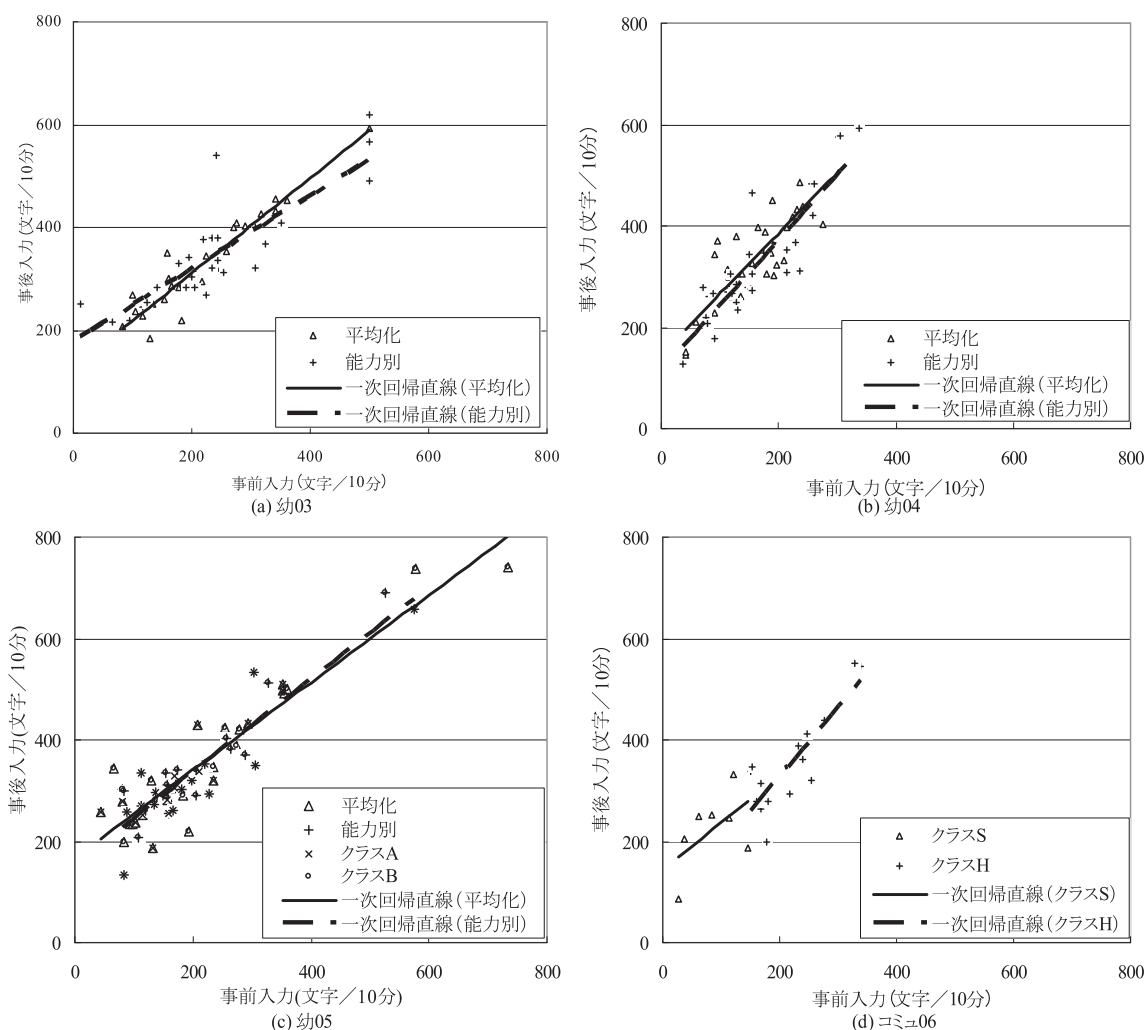 800
600
400
200
0
事後入力(文字／10分)
平均化
能力別
一次回帰直線(平均化)
一次回帰直線(能力別)
0 200 400 600 800
事前入力(文字／10分)
(a) 幼03
800
600
400
200
0
事後入力(文字／10分)
平均化
能力別
一次回帰直線(平均化)
一次回帰直線(能力別)
0 200 400 600 800
事前入力(文字／10分)
(b) 幼04
800
600
400
200
0
事後入力(文字／10分)
平均化
能力別
クラスA
クラスB
一次回帰直線(平均化)
一次回帰直線(能力別)
0 200 400 600 800
事前入力(文字／10分)
(c) 幼05
800
600
400
200
0
事後入力(文字／10分)
クラスS
クラスH
一次回帰直線(クラスS)
一次回帰直線(クラスH)
0 200 400 600 800
事前入力(文字／10分)
(d) コミュ06